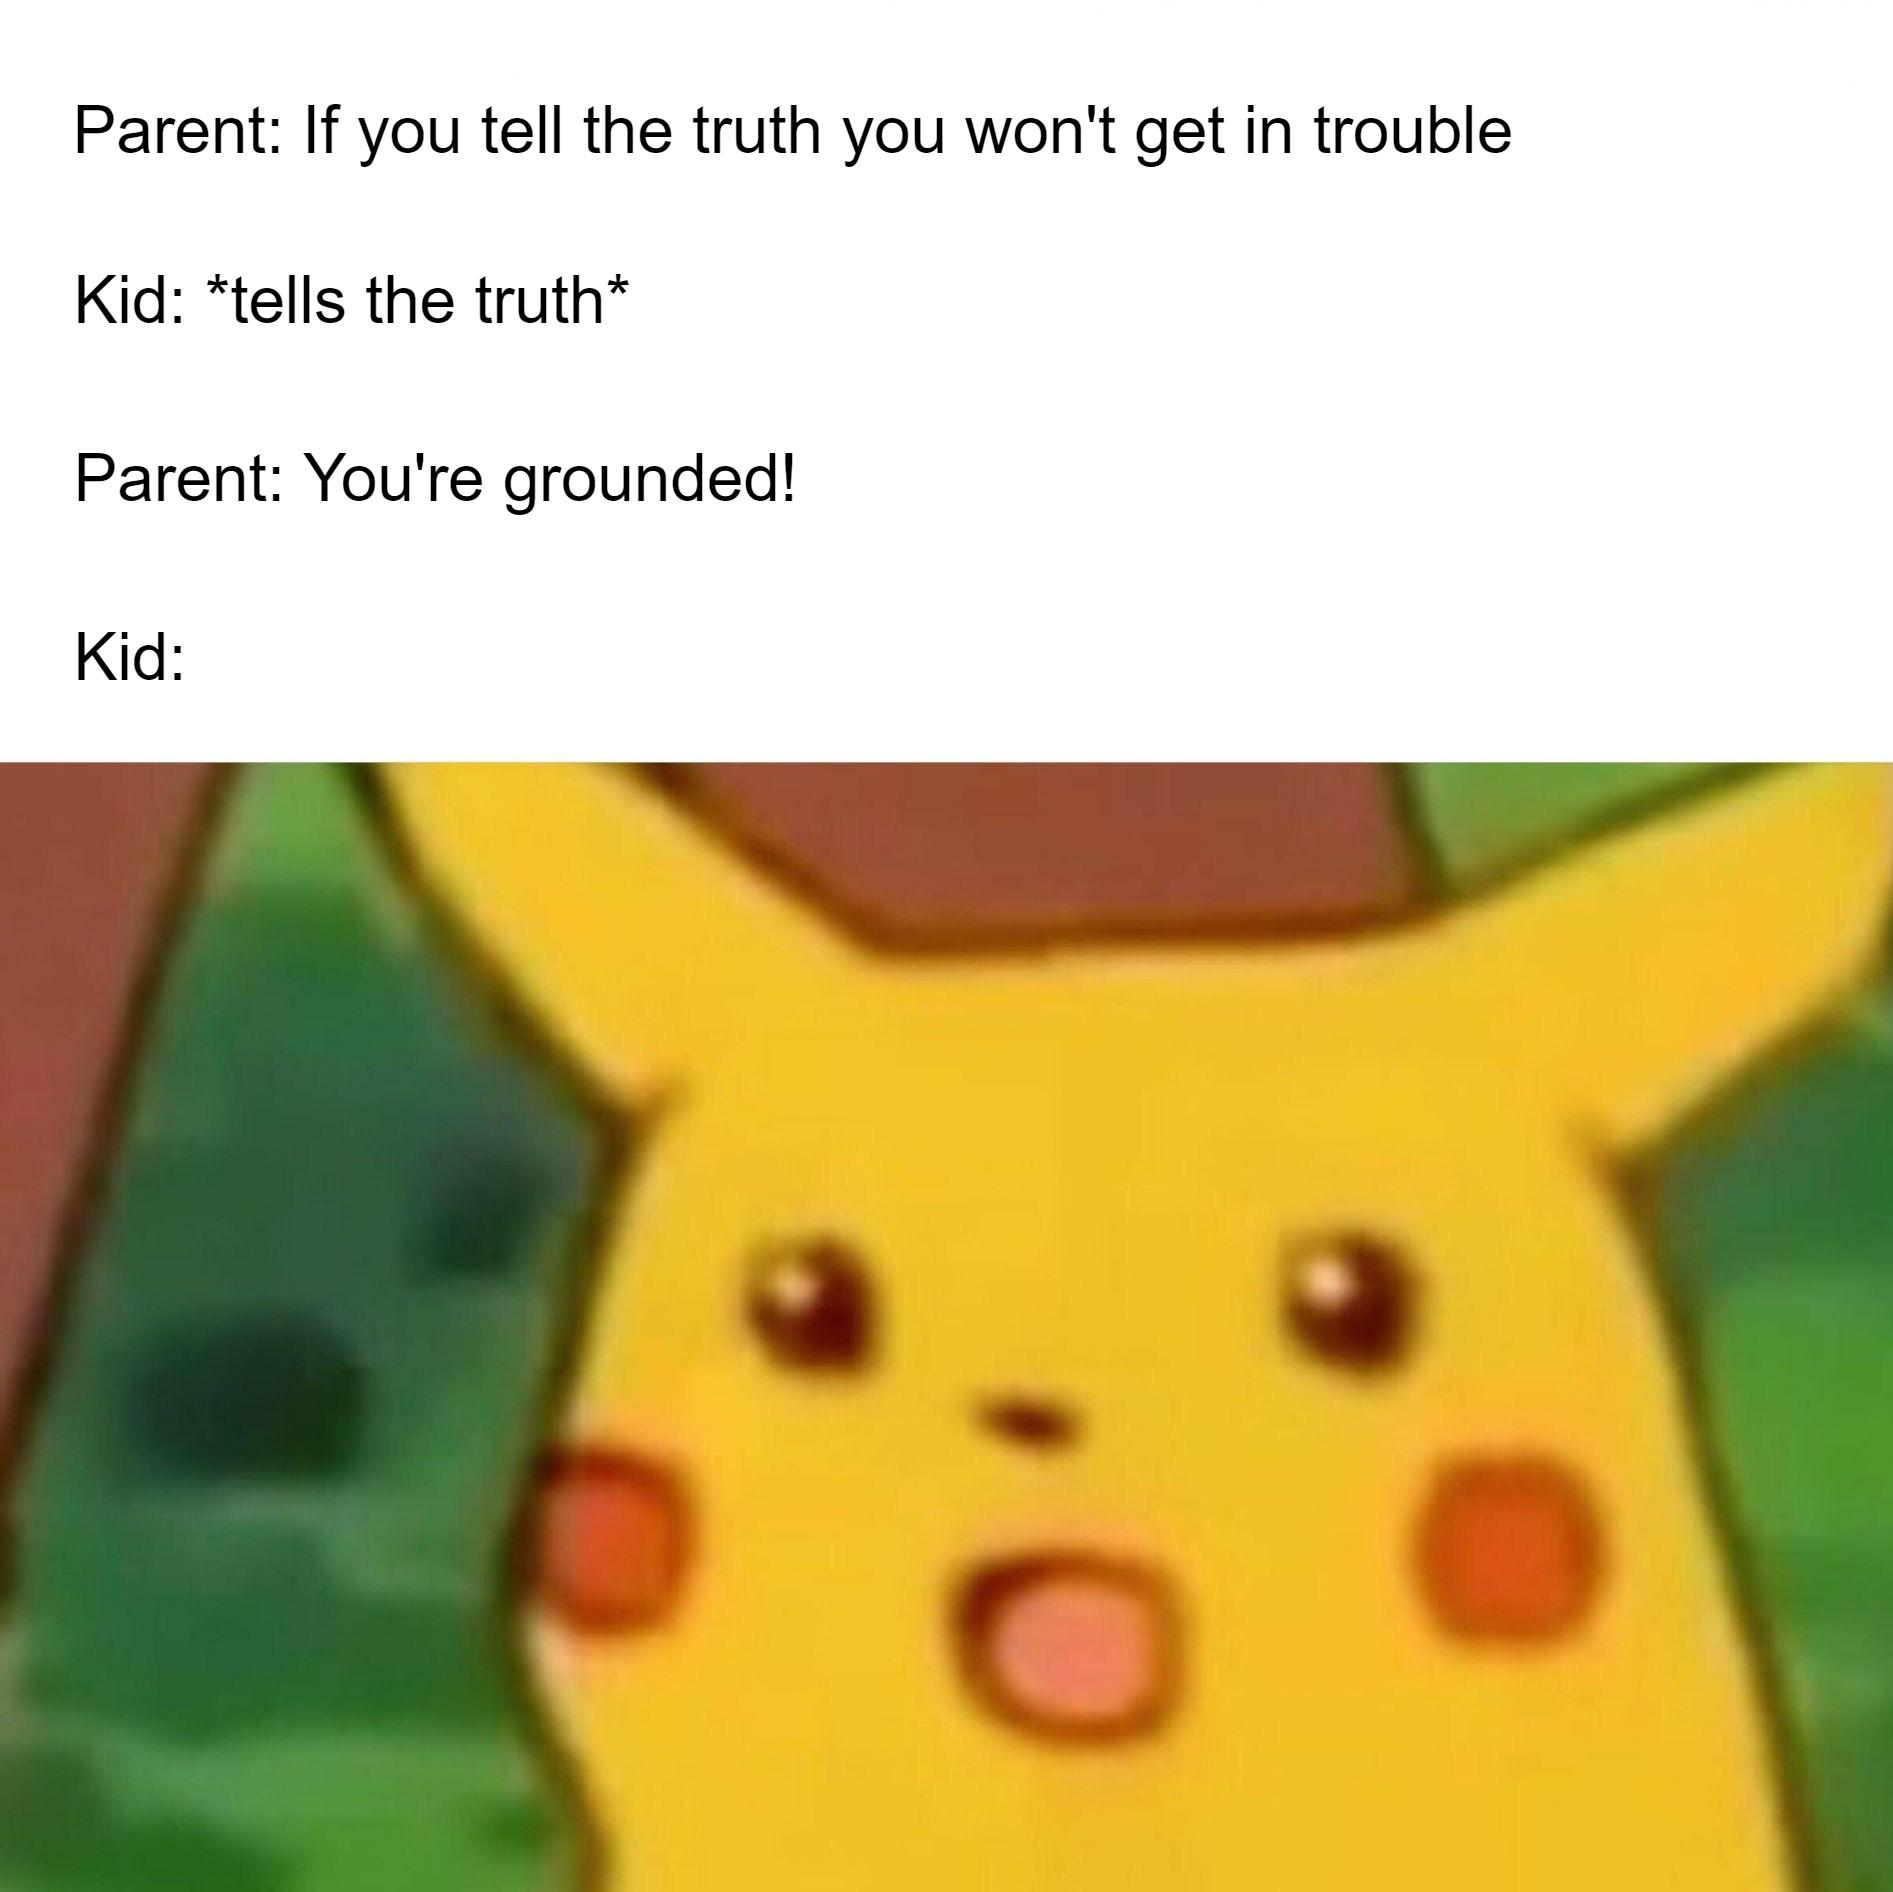 Parent: If you tell the truth you won't get in trouble
Kid: *tells the truth*
Parent: You're grounded!
Kid: